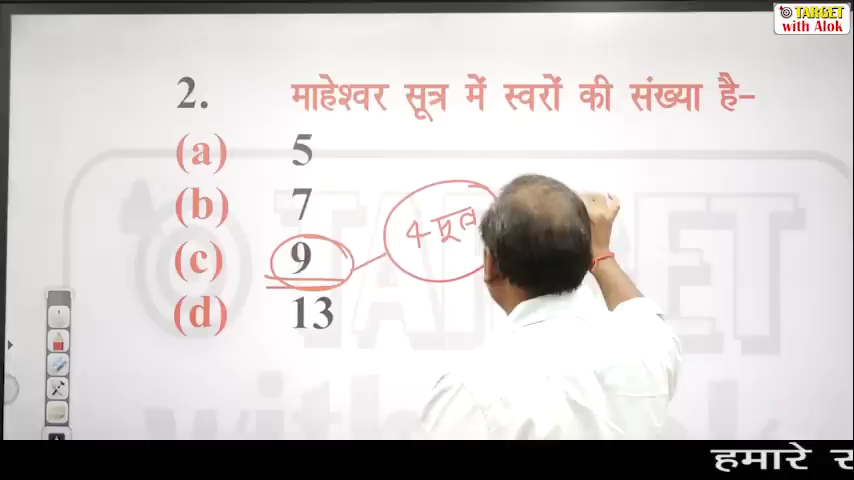 TARGET
with Alok
2. माहेश्वर सूत्र में स्वरों की संख्या है-
(a) 5
(b) 7
(c) 9
(d) 13
4
हमारे